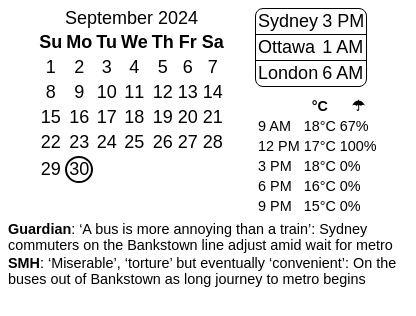 September 2024
Su Mo Tu We Th Fr Sa
1 2 3 4 5 6 7
8 9 10 11 12 13 14
15 16 17 18 19 20 21
22 23 24 25 26 27 28
29 30
Sydney 3 PM
Ottawa 1 AM
London 6 AM
°C ☂
9 AM 18°C 67%
12 PM 17°C 100%
3 PM 18°C 0%
6 PM 16°C 0%
9 PM 15°C 0%
Guardian: ‘A bus is more annoying than a train’: Sydney
commuters on the Bankstown line adjust amid wait for metro
SMH: ‘Miserable’, ‘torture’ but eventually ‘convenient’: On the
buses out of Bankstown as long journey to metro begins